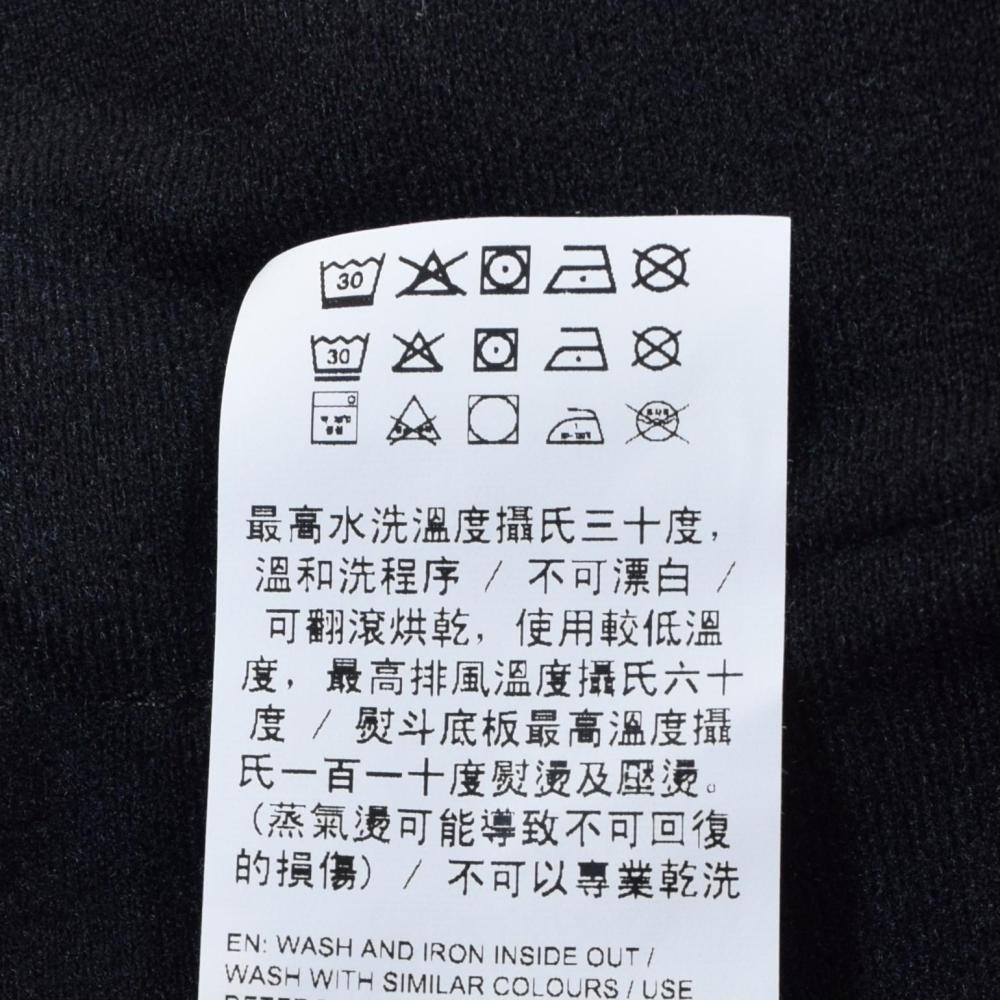 30
30
最高水洗溫度攝氏三十度，
溫和洗程序 / 不可漂白 /
可翻滾烘乾，使用較低溫
度，最高排風溫度攝氏六十
度 / 熨斗底板最高溫度攝
氏一百一十度熨燙及壓燙。
(蒸氣燙可能導致不可回復
的損傷) / 不可以專業乾洗
EN: WASH AND IRON INSIDE OUT /
WASH WITH SIMILAR COLOURS / USE